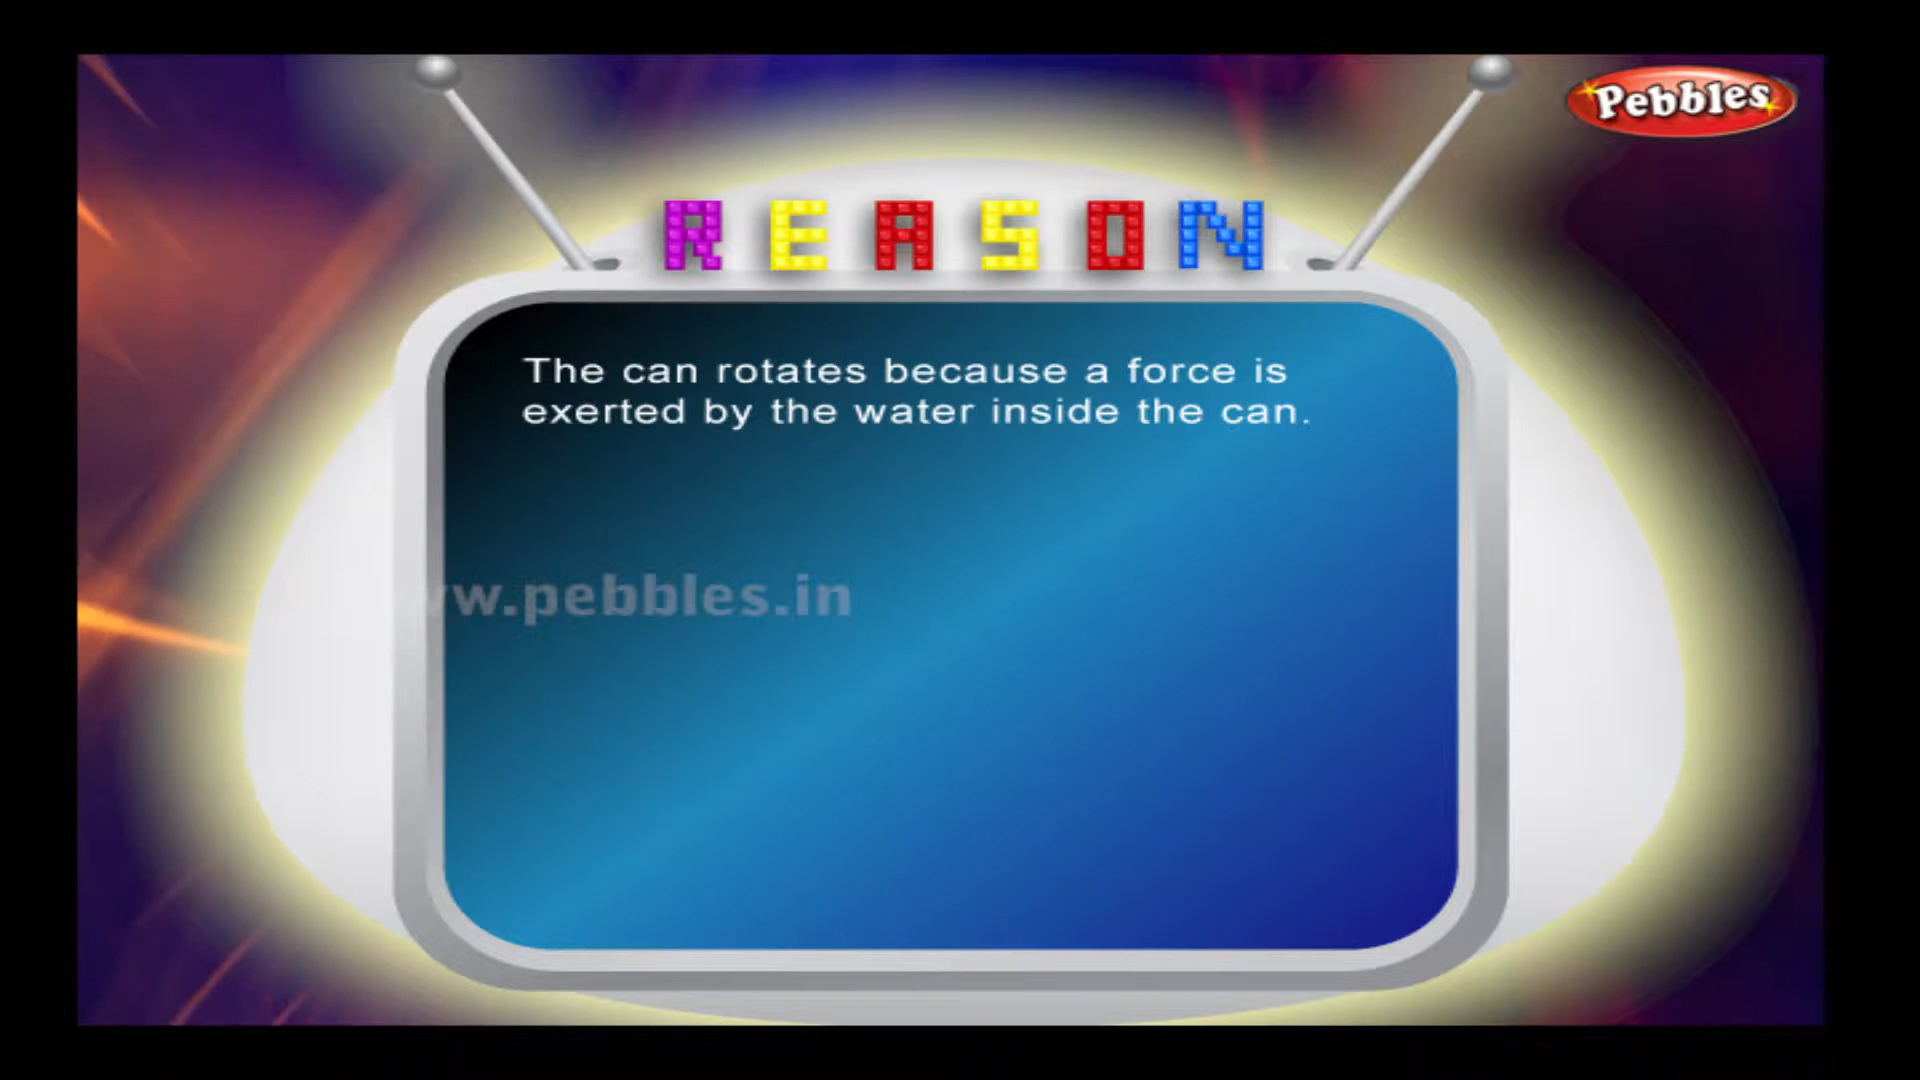 Pebbles
REASON
The can rotates because a force is
exerted by the water inside the can.
w.pebbles.in